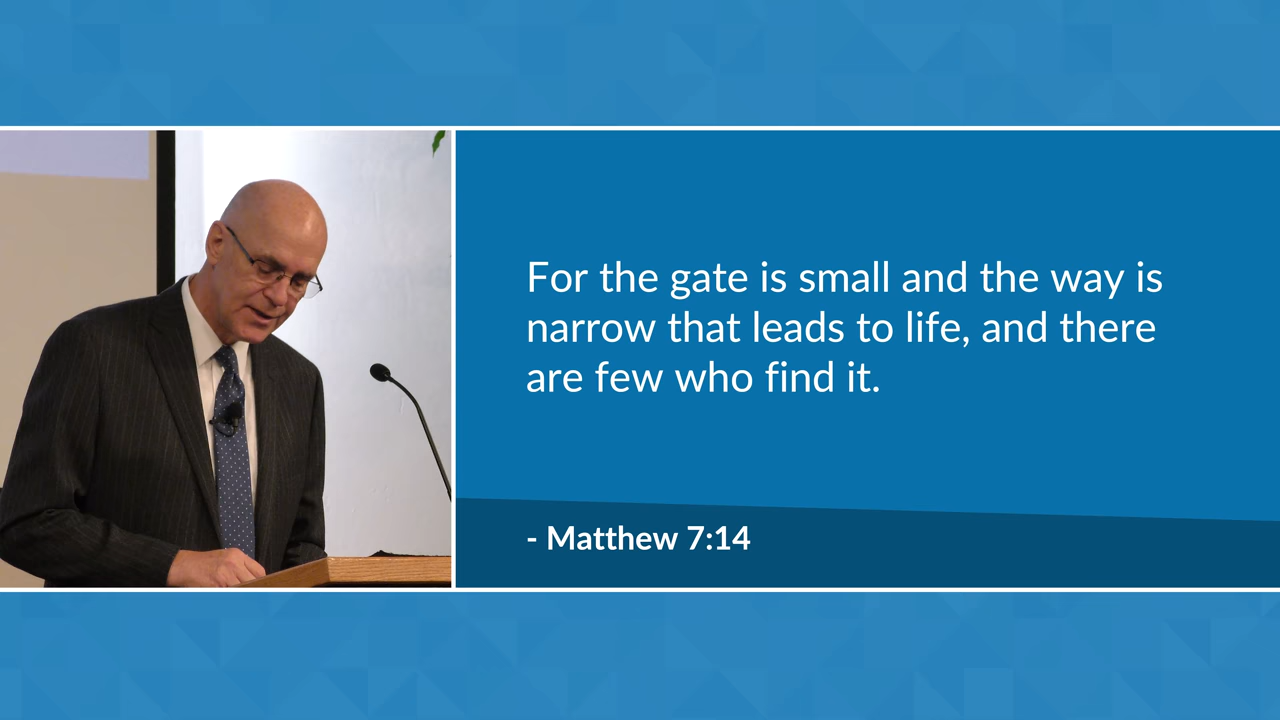 For the gate is small and the way is
narrow that leads to life, and there
are few who find it.
- Matthew 7:14